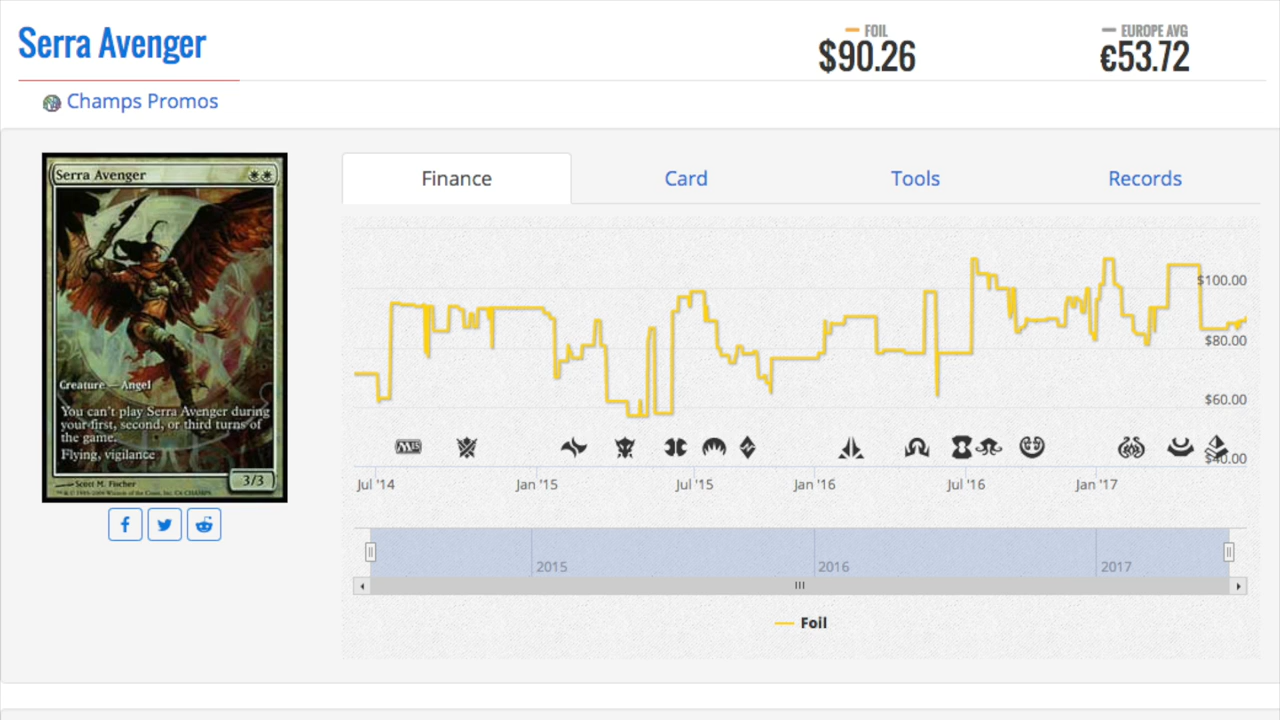 Serra Avenger
FOIL
$90.26
EUROPE AVG
€53.72
Champs Promos
Serra Avenger
Creature — Angel
You can't play Serra Avenger during
your first, second, or third turns of
the game.
Flying, vigilance
3/3
Scott M. Fischer
Finance
Card
Tools
Records
$100.00
$80.00
$60.00
$40.00
M15
Jul '14
Jan '15
Jul '15
Jan '16
Jul '16
Jan '17
2015
2016
2017
Foil